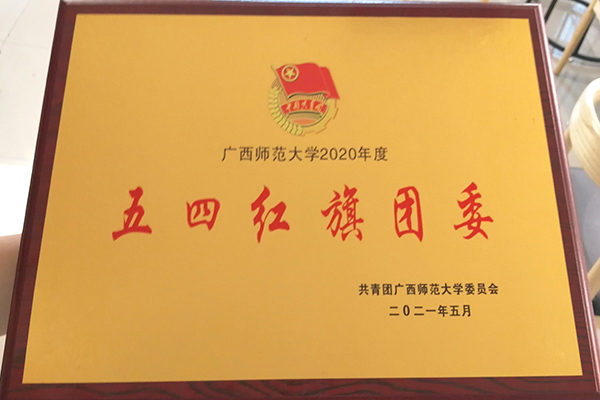 广西师范大学2020年度
五四红旗团委
共青团广西师范大学委员会
二〇二一年五月